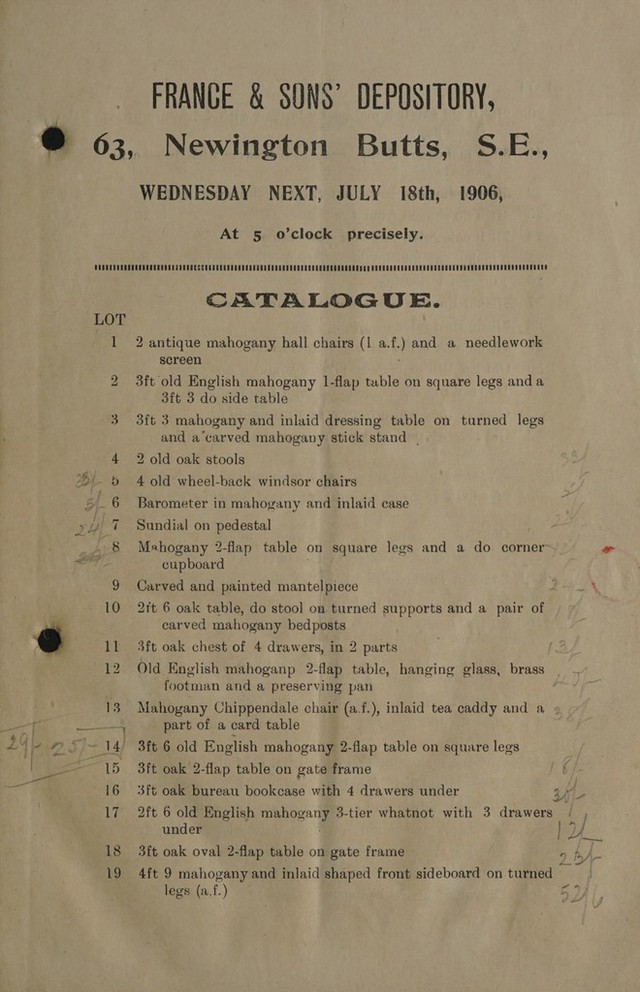 FRANCE & SONS' DEPOSITORY,
63, Newington Butts, S.E.,
WEDNESDAY NEXT, JULY 18th, 1906,
At 5 o'clock precisely.
CATALOGUE.
LOT
1 2 antique mahogany hall chairs (1 a.f.) and a needlework
screen
2 3ft old English mahogany 1-flap table on square legs and a
3ft 3 do side table
3 3ft 3 mahogany and inlaid dressing table on turned legs
and a carved mahogany stick stand
4 2 old oak stools
5 4 old wheel-back windsor chairs
6 Barometer in mahogany and inlaid case
7 Sundial on pedestal
8 Mahogany 2-flap table on square legs and a do corner
cupboard
9 Carved and painted mantelpiece
10 2ft 6 oak table, do stool on turned supports and a pair of
carved mahogany bedposts
11 3ft oak chest of 4 drawers, in 2 parts
12 Old English mahoganp 2-flap table, hanging glass, brass
footman and a preserving pan
13 Mahogany Chippendale chair (a.f.), inlaid tea caddy and a
part of a card table
14 3ft 6 old English mahogany 2-flap table on square legs
15 3ft oak 2-flap table on gate frame
16 3ft oak bureau bookcase with 4 drawers under
17 2ft 6 old English mahogany 3-tier whatnot with 3 drawers
under
18 3ft oak oval 2-flap table on gate frame
19 4ft 9 mahogany and inlaid shaped front sideboard on turned
legs (a.f.)